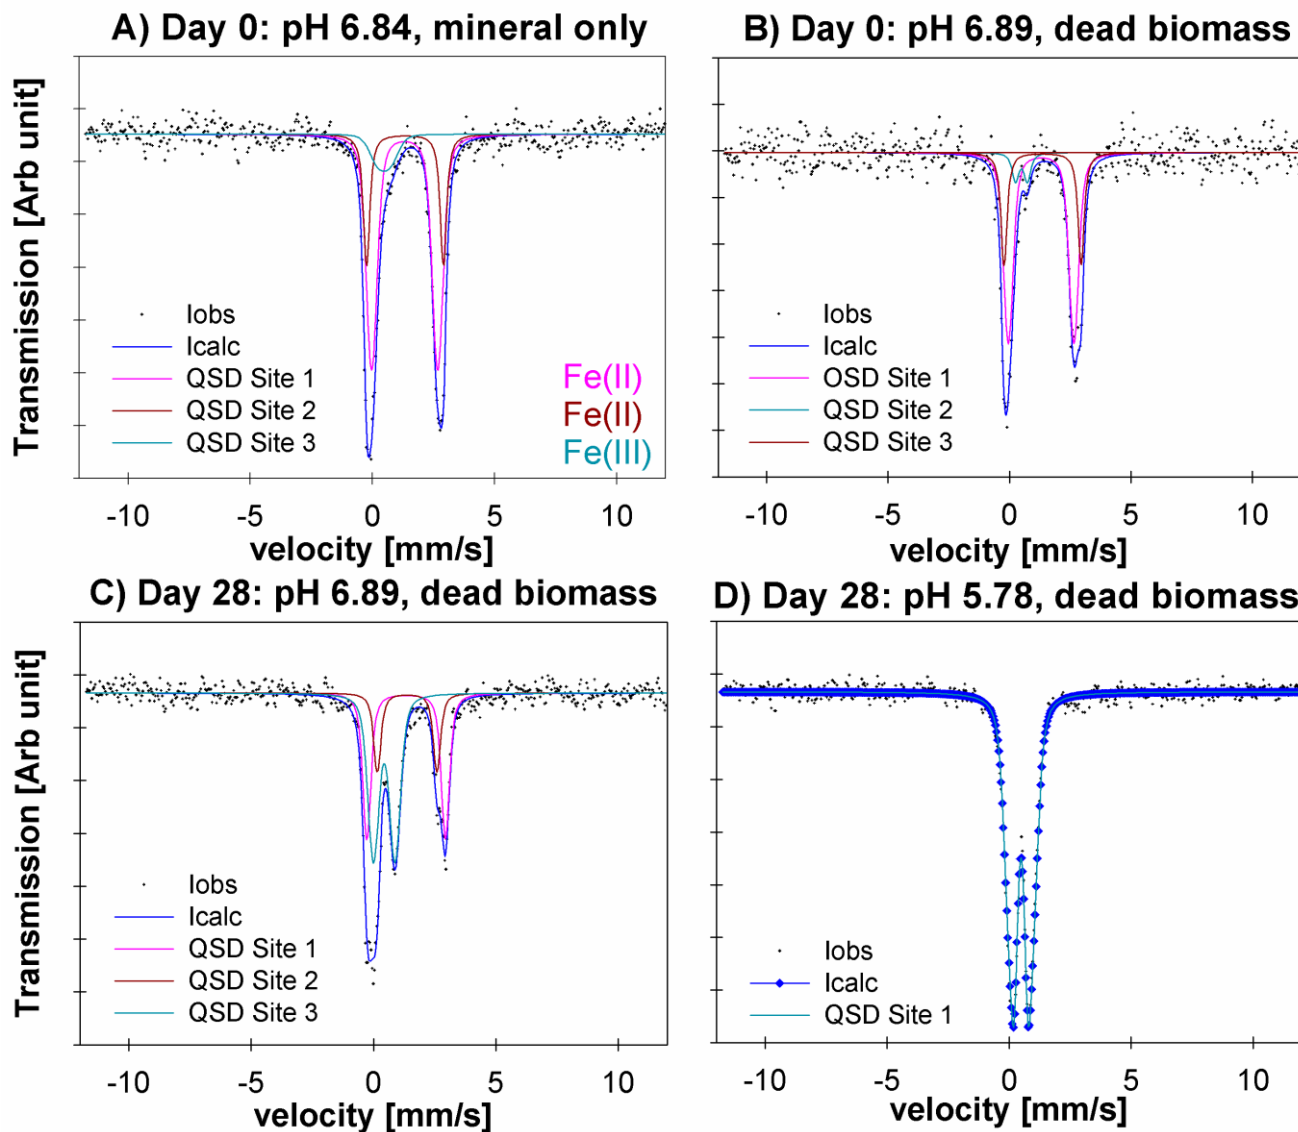 A) Day 0: pH 6.84, mineral only
Transmission [Arb unit]
Iobs
Icalc
QSD Site 1
QSD Site 2
QSD Site 3
Fe(II)
Fe(II)
Fe(III)
-10 -5 0 5 10
velocity [mm/s]
B) Day 0: pH 6.89, dead biomass
Iobs
Icalc
OSD Site 1
QSD Site 2
QSD Site 3
-10 -5 0 5 10
velocity [mm/s]
C) Day 28: pH 6.89, dead biomass
Transmission [Arb unit]
Iobs
Icalc
QSD Site 1
QSD Site 2
QSD Site 3
-10 -5 0 5 10
velocity [mm/s]
D) Day 28: pH 5.78, dead biomass
Iobs
Icalc
QSD Site 1
-10 -5 0 5 10
velocity [mm/s]